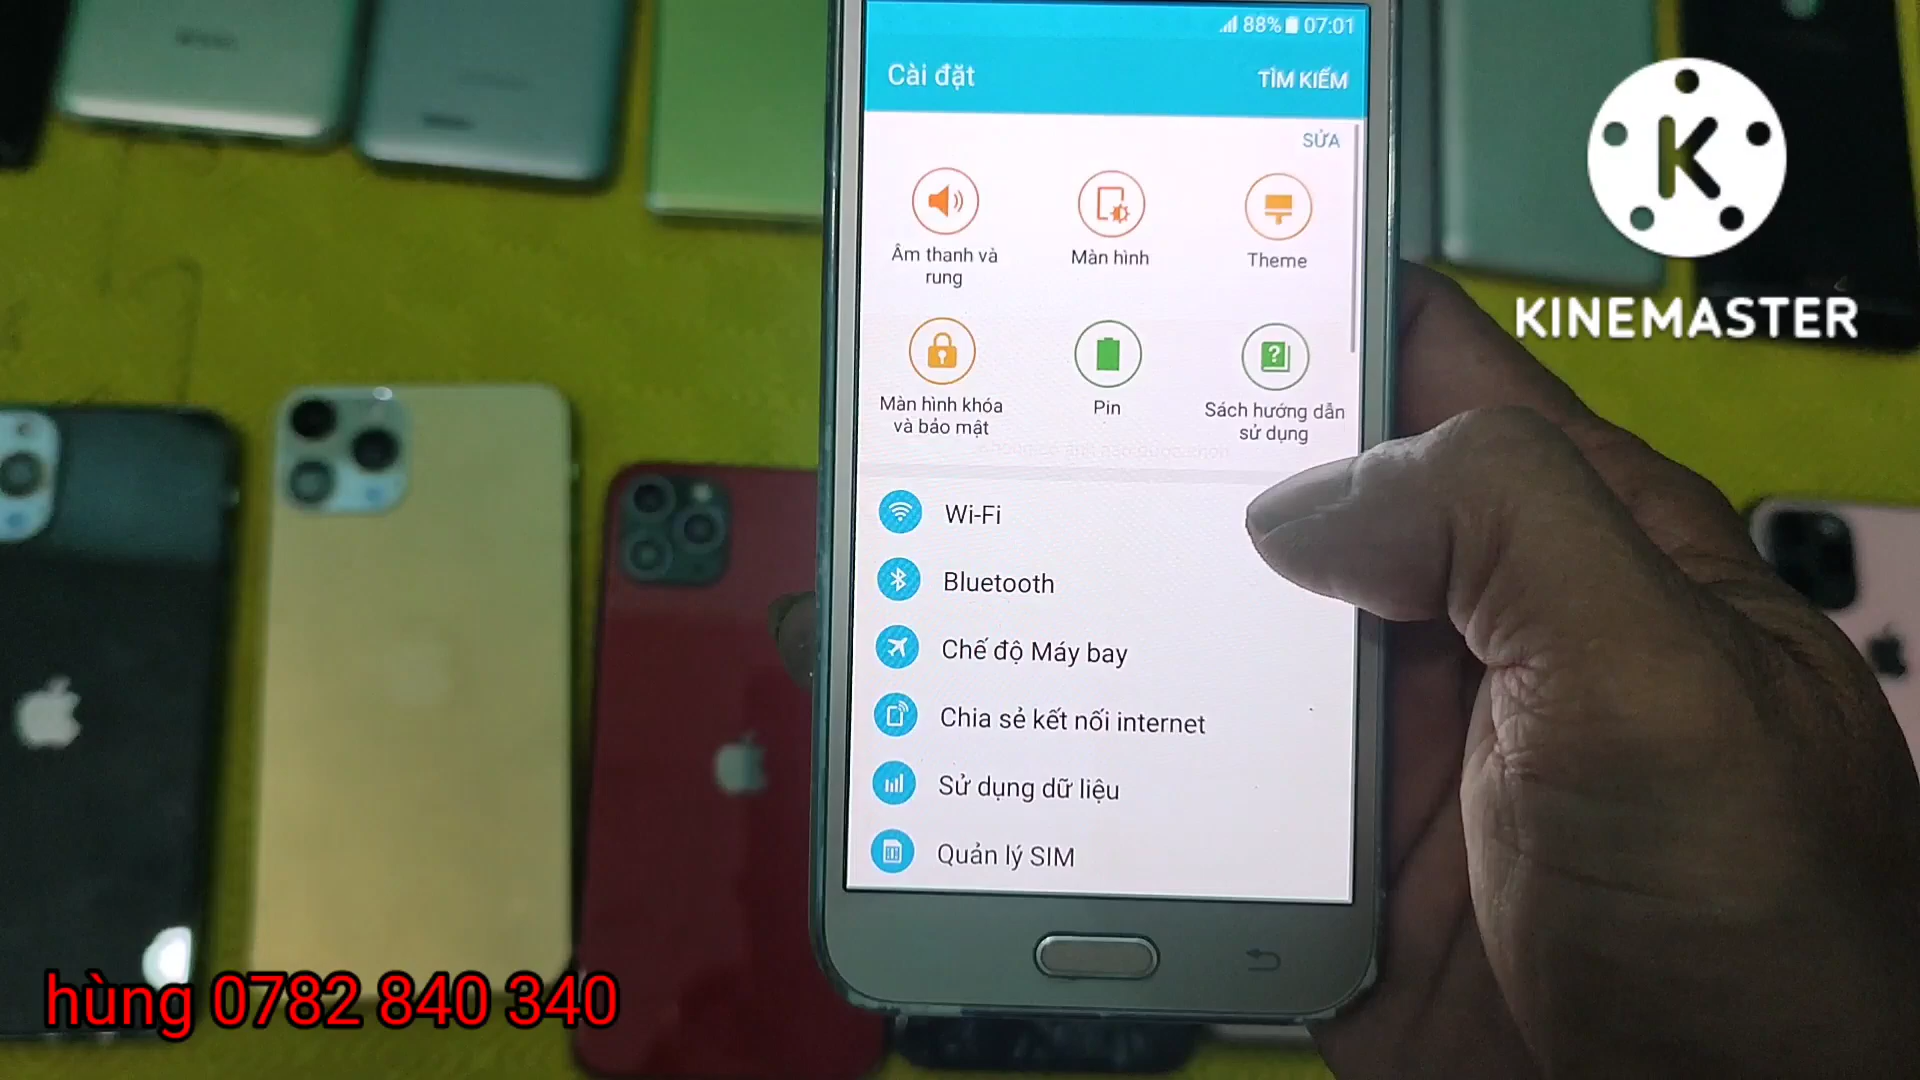 88% 07:01
Cài đặt
TÌM KIẾM
SỬA
Âm thanh và
rung
Màn hình
Theme
Màn hình khóa
và bảo mật
Pin
Sách hướng dẫn
sử dụng
Wi-Fi
Bluetooth
Chế độ Máy bay
Chia sẻ kết nối internet
Sử dụng dữ liệu
Quản lý SIM
K
KINEMASTER
hùng 0782 840 340